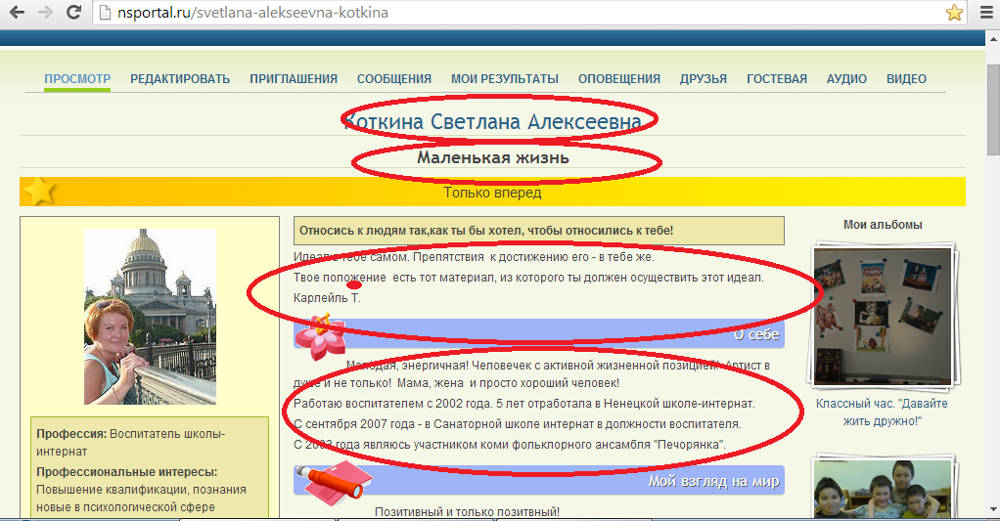 nsportal.ru/svetlana-alekseevna-kotkina
ПРОСМОТР РЕДАКТИРОВАТЬ ПРИГЛАШЕНИЯ СООБЩЕНИЯ МОИ РЕЗУЛЬТАТЫ ОПОВЕЩЕНИЯ ДРУЗЬЯ ГОСТЕВАЯ АУДИО ВИДЕО
Коткина Светлана Алексеевна
Маленькая жизнь
Только вперед
Относись к людям так,как ты бы хотел, чтобы относились к тебе!
Идеал в тебе самом. Препятствия к достижению его - в тебе же.
Твое положение есть тот материал, из которого ты должен осуществить этот идеал.
Карлейль Т.
О себе
Молодая, энергичная! Человечек с активной жизненной позицией! Артист в
душе и не только! Мама, жена и просто хороший человек!
Работаю воспитателем с 2002 года. 5 лет отработала в Ненецкой школе-интернат.
С сентября 2007 года - в Санаторной школе интернат в должности воспитателя.
С 2003 года являюсь участником коми фольклорного ансамбля "Печорянка".
Мой взгляд на мир
Позитивный и только позитвный!
Профессия: Воспитатель школы-
интернат
Профессиональные интересы:
Повышение квалификации, познания
новые в психологической сфере
Мои альбомы
Классный час. "Давайте
жить дружно!"